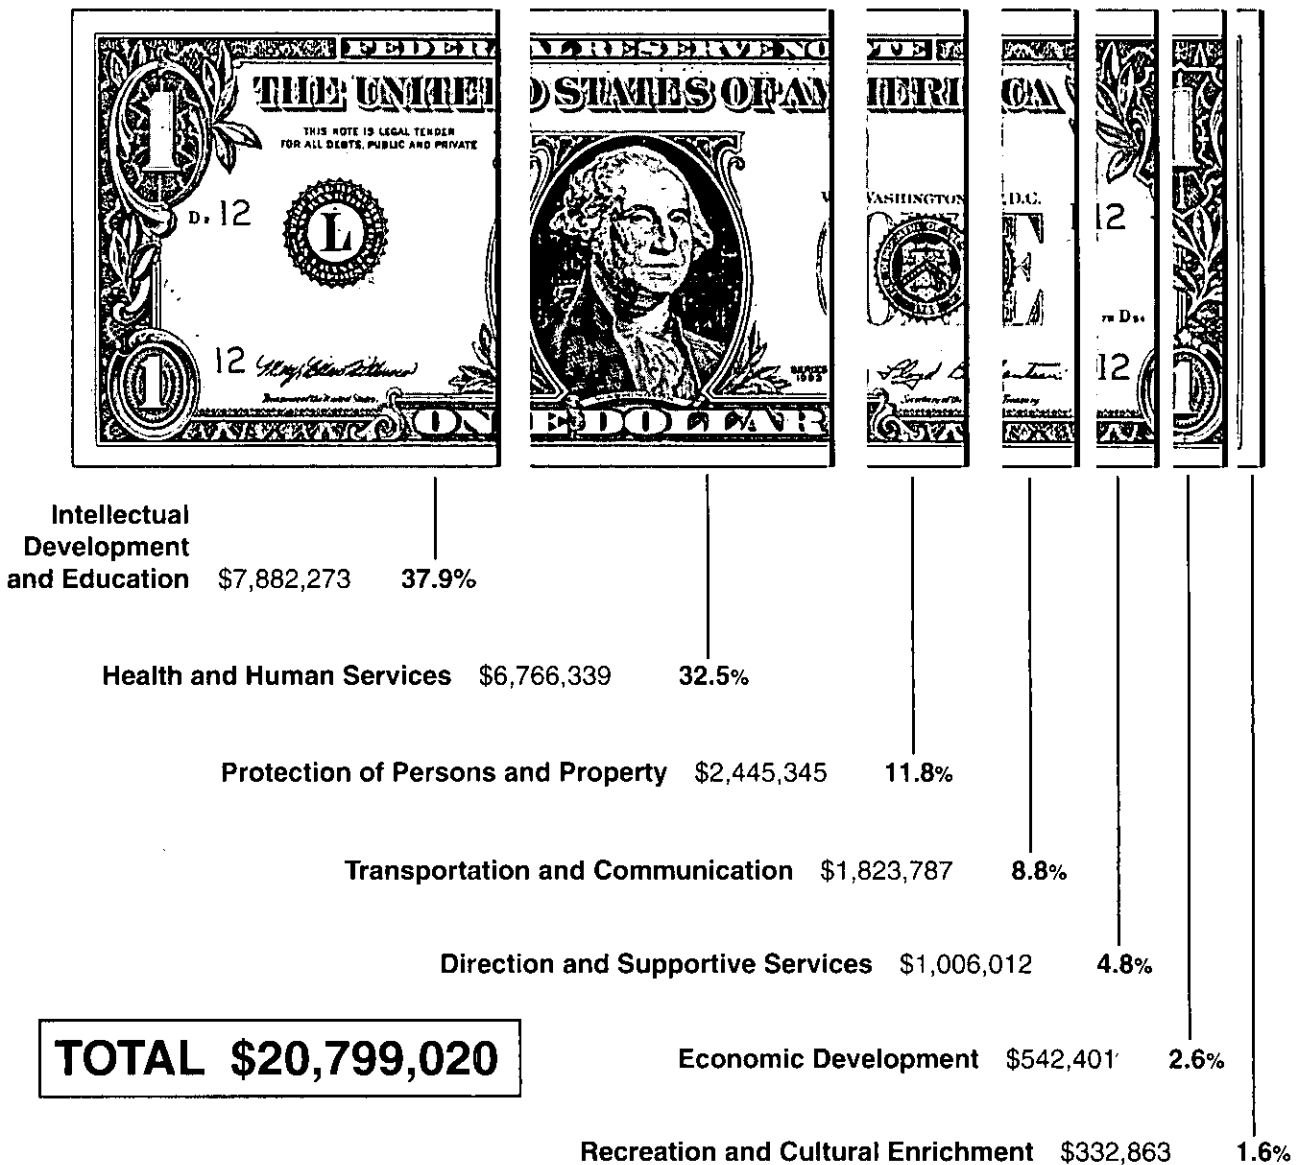 FEDERAL RESERVE NOTE
THE UNITED STATES OF AMERICA
THIS NOTE IS LEGAL TENDER
FOR ALL DEBTS, PUBLIC AND PRIVATE
1
1
D. 12
L
WASHINGTON, D.C.
12
12
SERIES
12
1
1
ONE DOLLAR
Intellectual
Development
and Education $7,882,273 37.9%
Health and Human Services $6,766,339 32.5%
Protection of Persons and Property $2,445,345 11.8%
Transportation and Communication $1,823,787 8.8%
Direction and Supportive Services $1,006,012 4.8%
TOTAL $20,799,020
Economic Development $542,401 2.6%
Recreation and Cultural Enrichment $332,863 1.6%